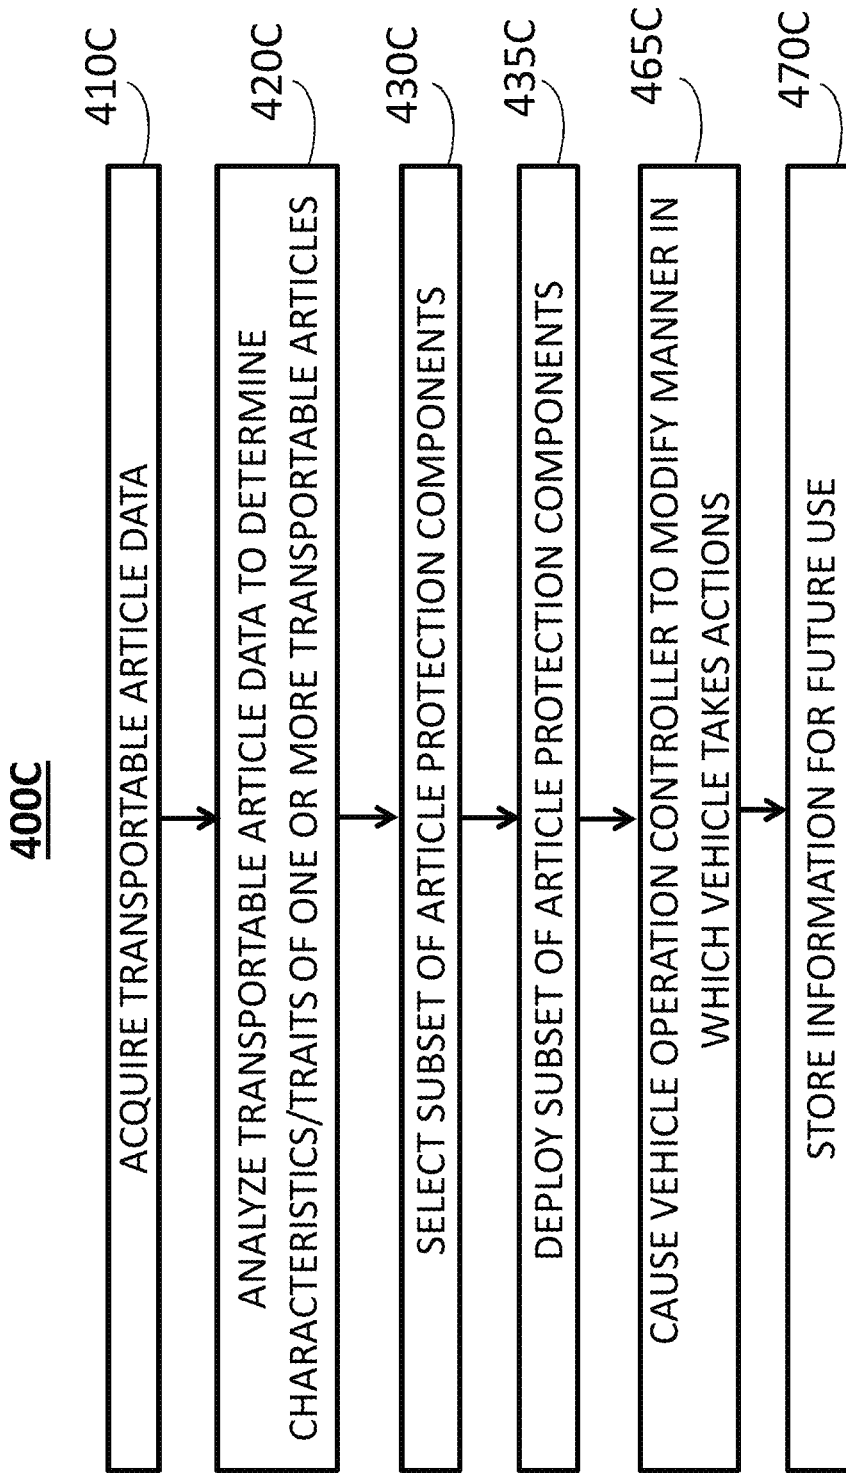 400C
410C
ACQUIRE TRANSPORTABLE ARTICLE DATA
420C
ANALYZE TRANSPORTABLE ARTICLE DATA TO DETERMINE
CHARACTERISTICS/TRAITS OF ONE OR MORE TRANSPORTABLE ARTICLES
430C
SELECT SUBSET OF ARTICLE PROTECTION COMPONENTS
435C
DEPLOY SUBSET OF ARTICLE PROTECTION COMPONENTS
465C
CAUSE VEHICLE OPERATION CONTROLLER TO MODIFY MANNER IN
WHICH VEHICLE TAKES ACTIONS
470C
STORE INFORMATION FOR FUTURE USE